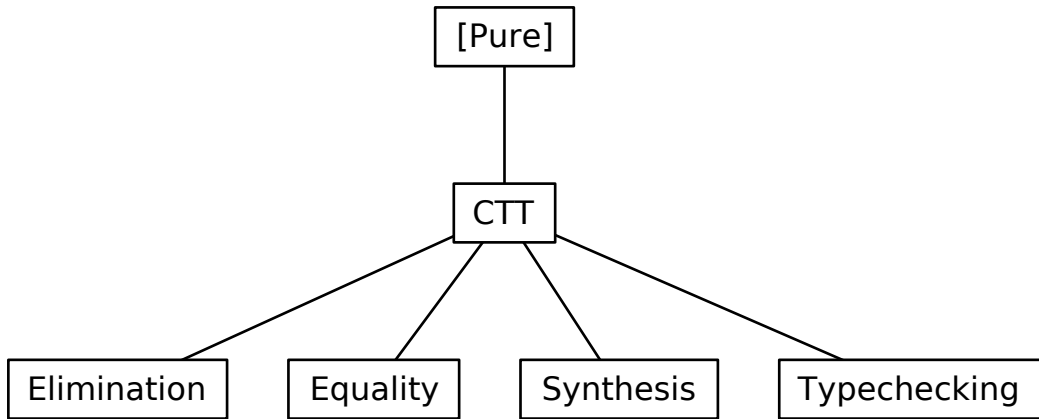 [Pure]
CTT
Elimination
Equality
Synthesis
Typechecking